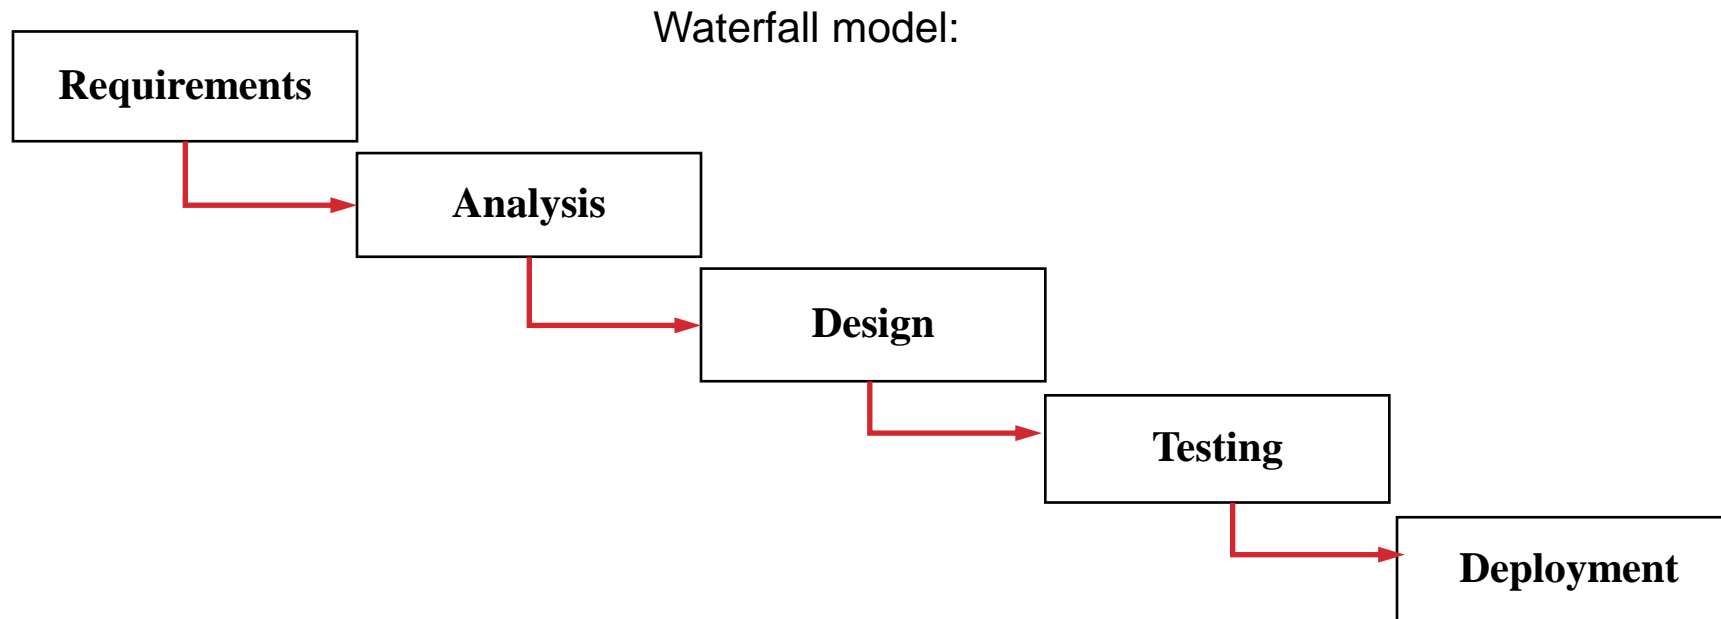 Waterfall model:
Requirements
Analysis
Design
Testing
Deployment